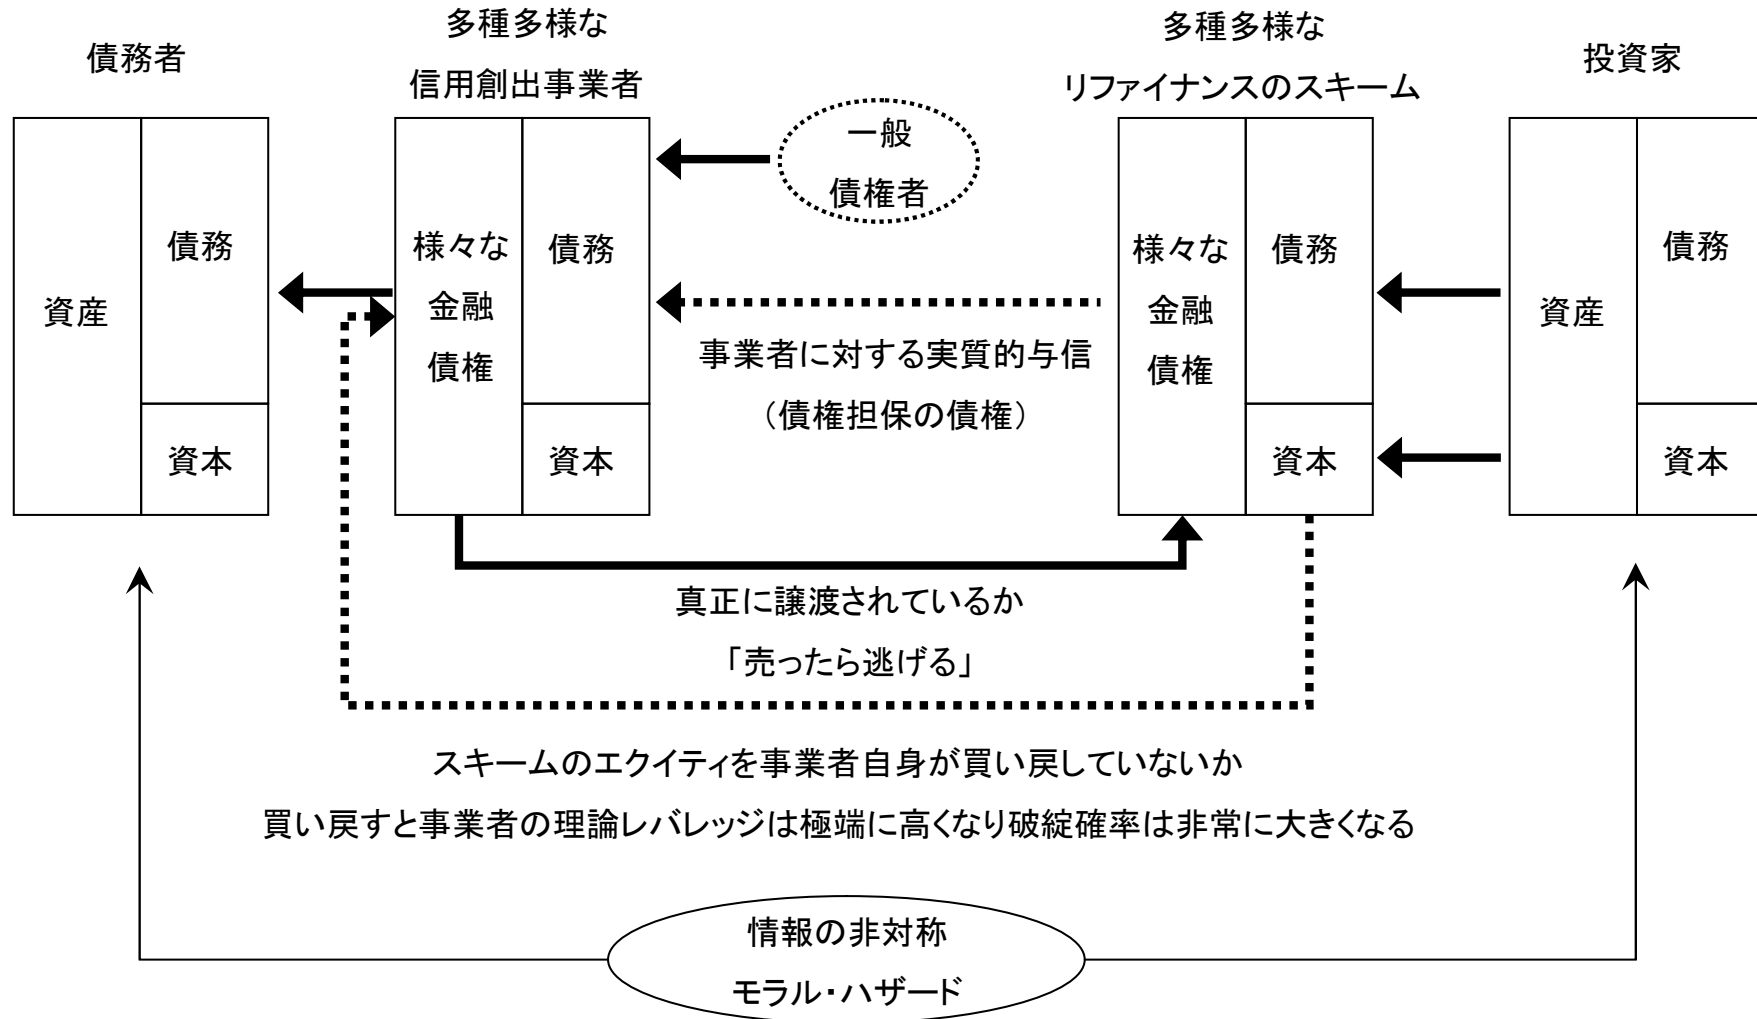 債務者
多種多様な
信用創出事業者
多種多様な
リファイナンスのスキーム
投資家
資産
債務
資本
様々な
金融
債権
債務
資本
一般
債権者
事業者に対する実質的与信
（債権担保の債権）
様々な
金融
債権
債務
資本
資産
債務
資本
真正に譲渡されているか
「売ったら逃げる」
スキームのエクイティを事業者自身が買い戻していないか
買い戻すと事業者の理論レバレッジは極端に高くなり破綻確率は非常に大きくなる
情報の非対称
モラル・ハザード